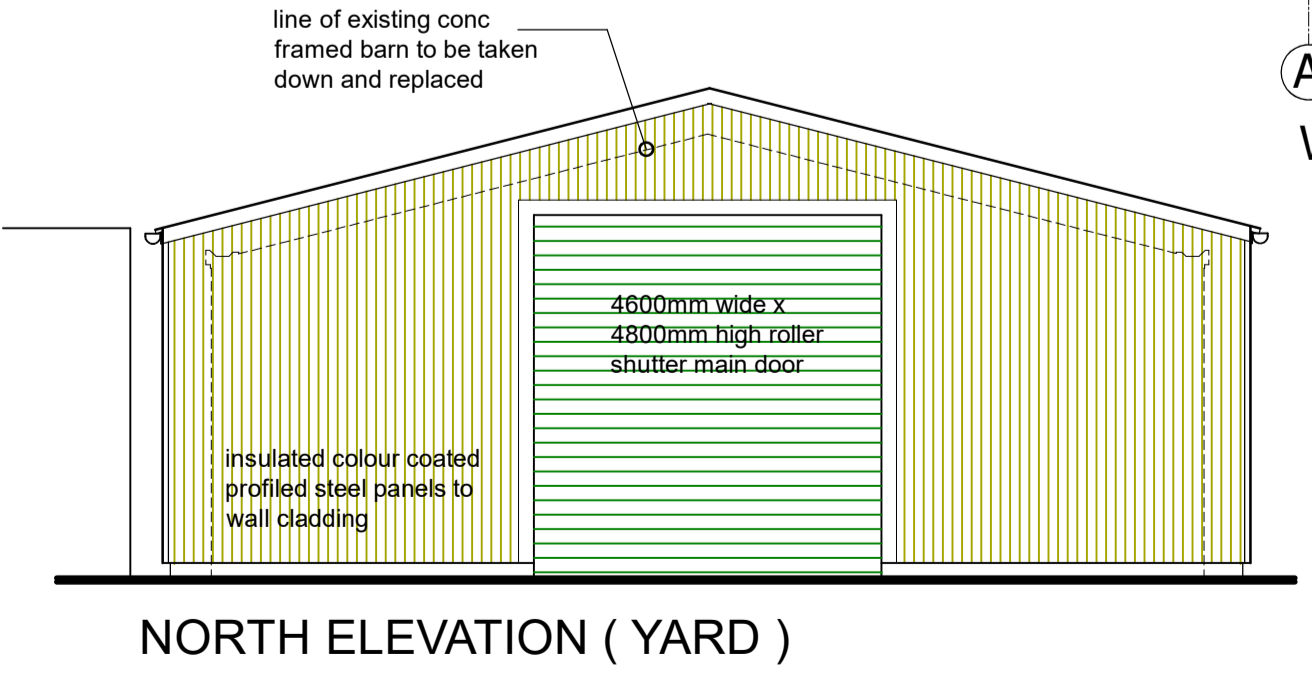 line of existing conc
framed barn to be taken
down and replaced
A
4600mm wide x
4800mm high roller
shutter main door
insulated colour coated
profiled steel panels to
wall cladding
NORTH ELEVATION ( YARD )